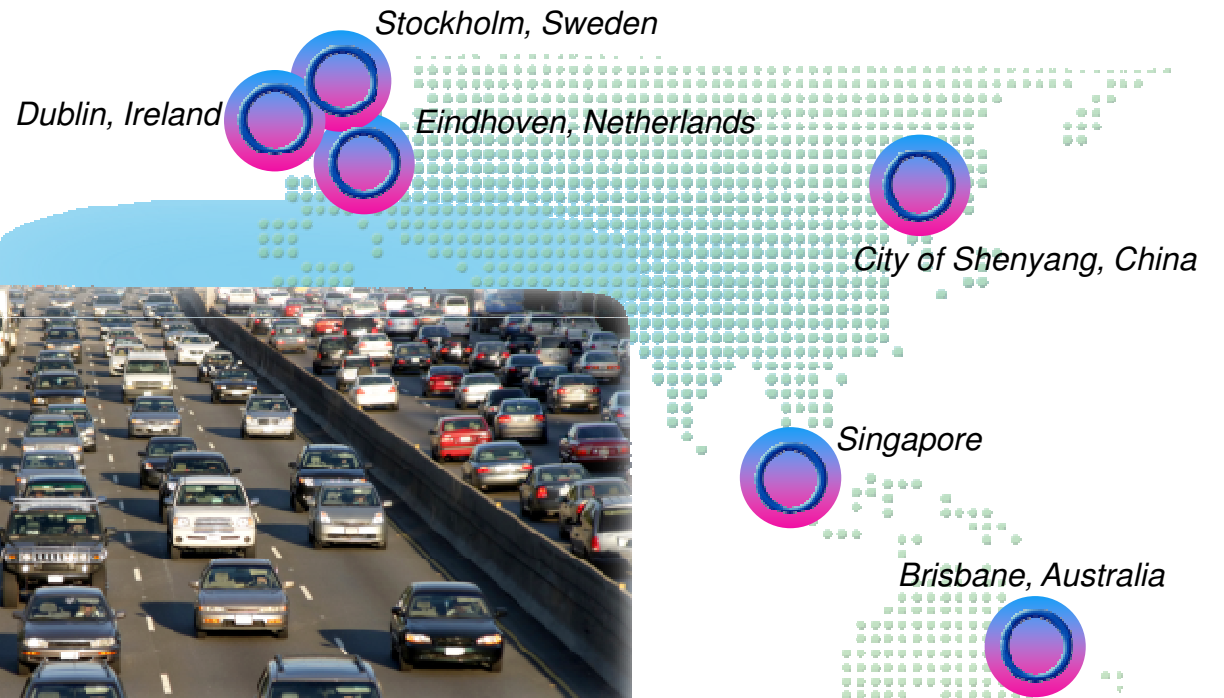 Stockholm, Sweden
Dublin, Ireland
Eindhoven, Netherlands
City of Shenyang, China
Singapore
Brisbane, Australia